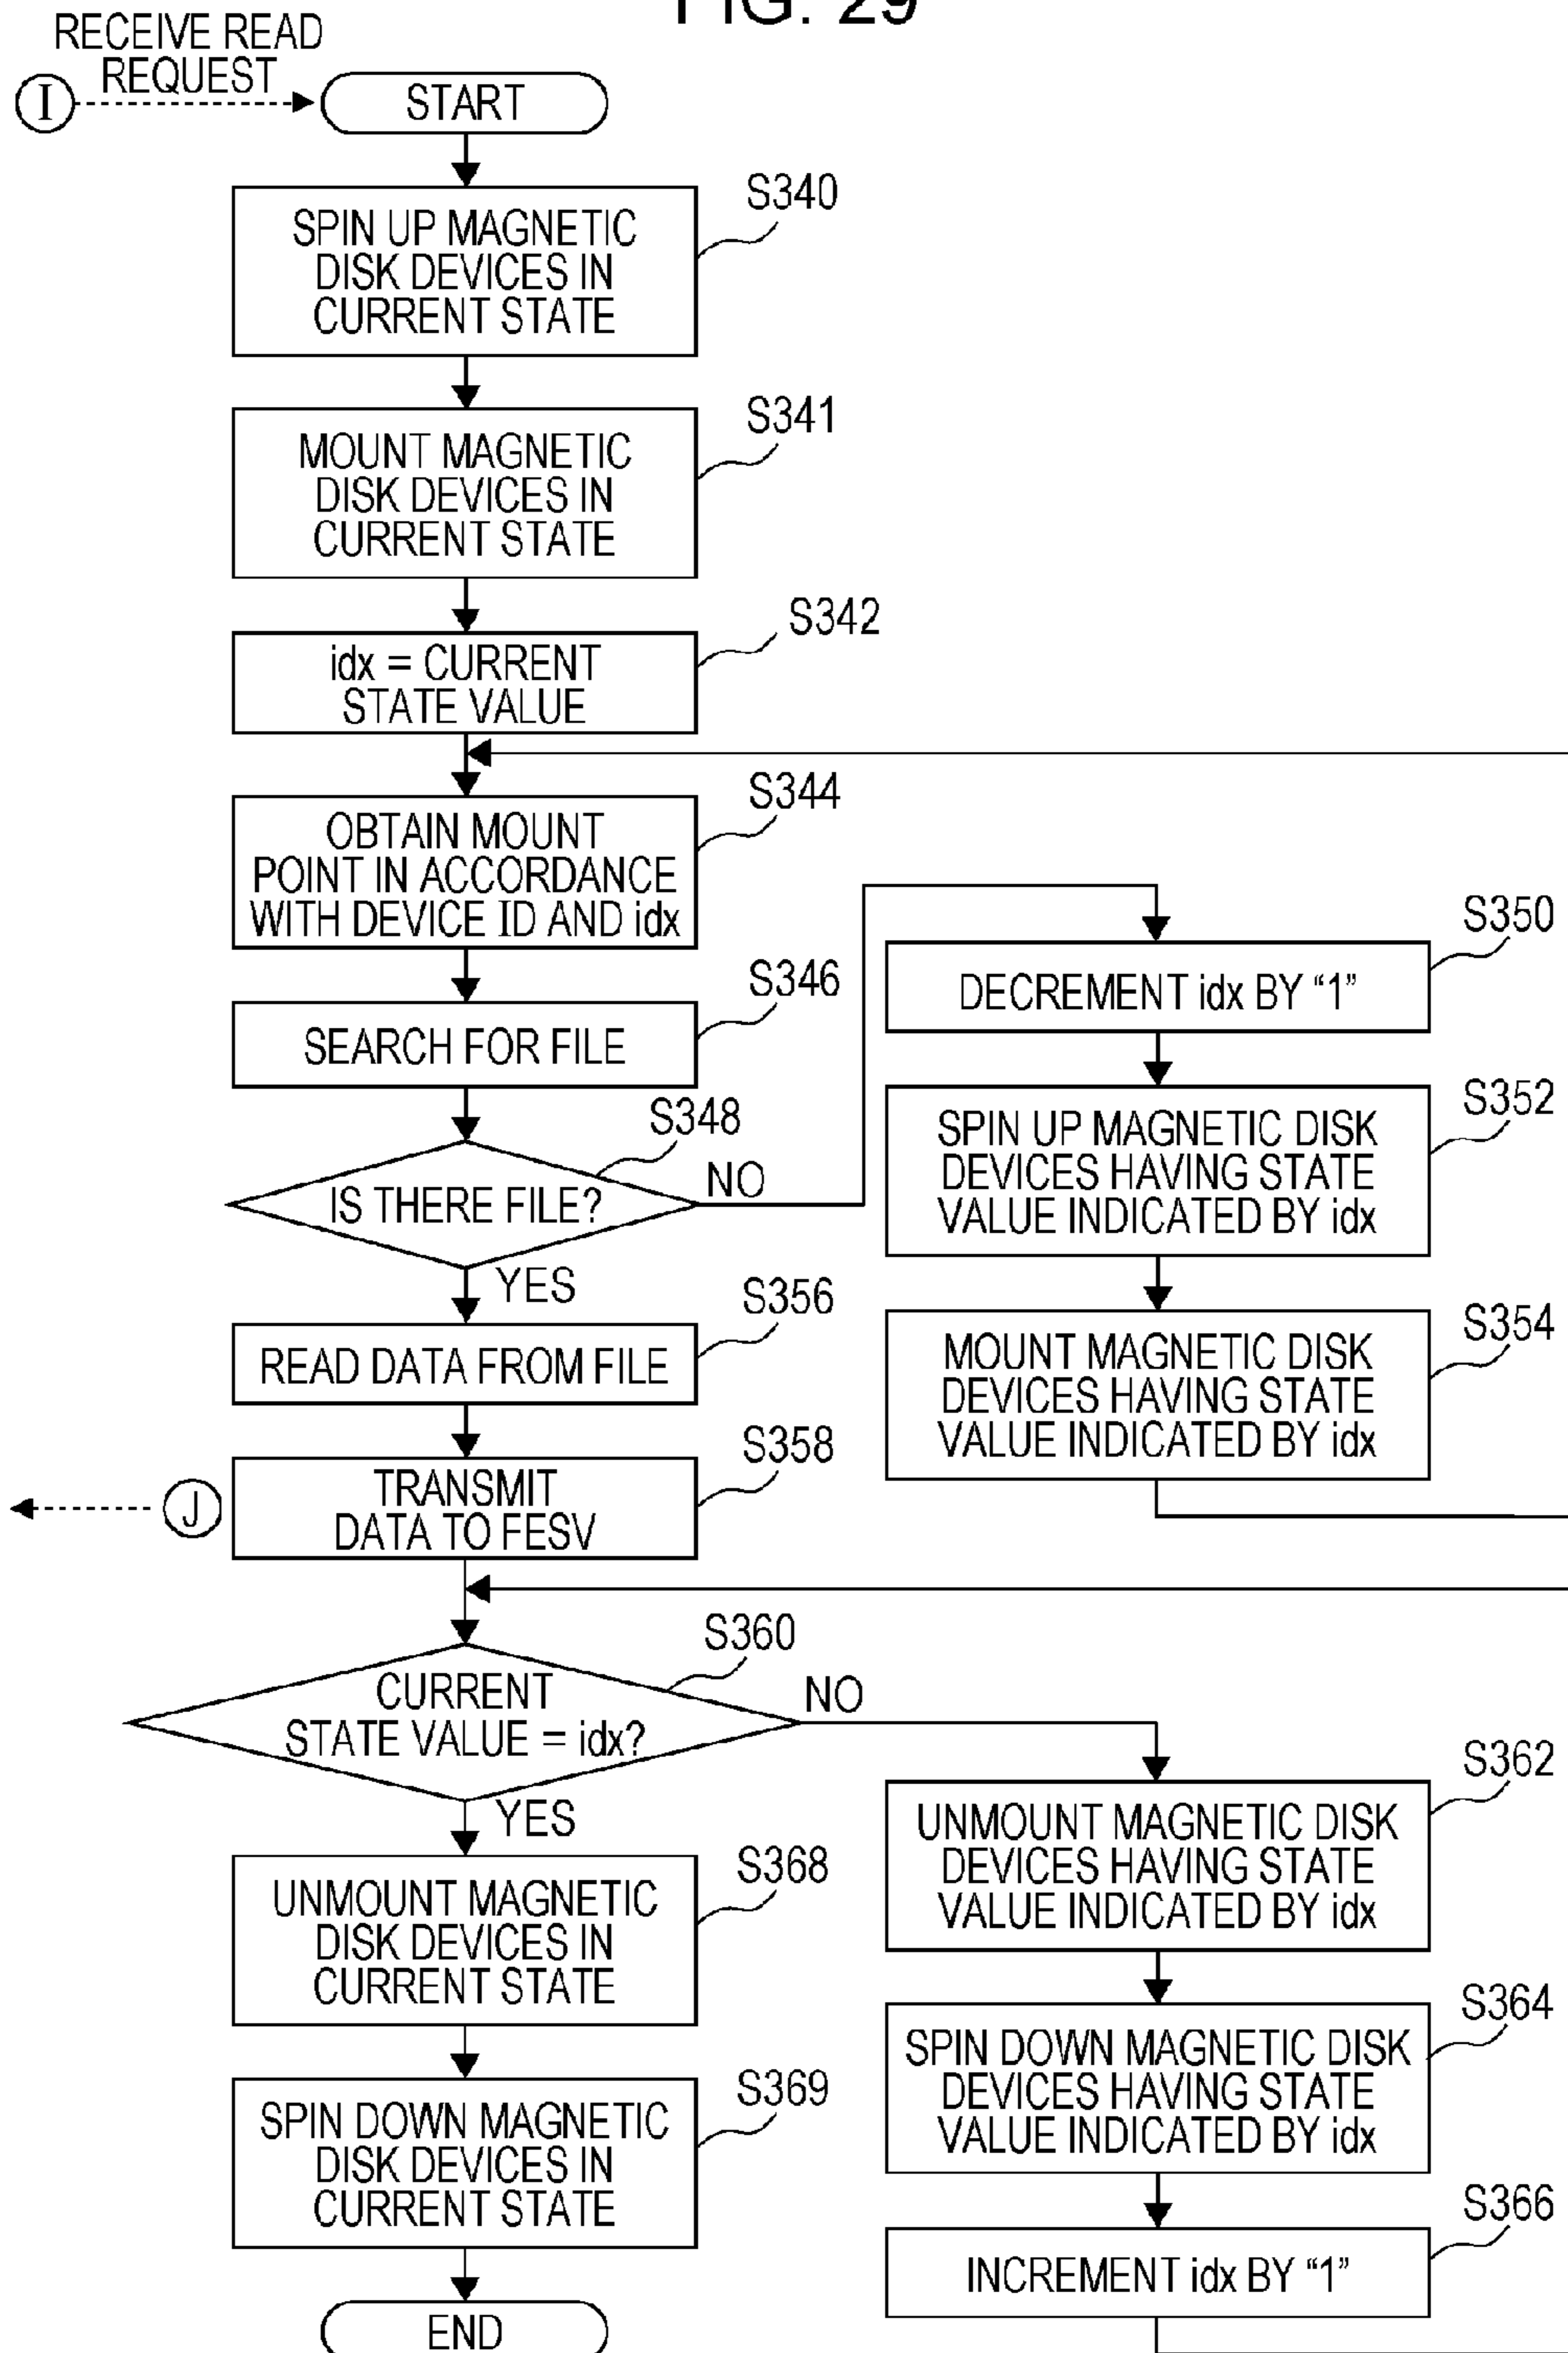 FIG. 29
RECEIVE READ
REQUEST
I
START
S340
SPIN UP MAGNETIC
DISK DEVICES IN
CURRENT STATE
S341
MOUNT MAGNETIC
DISK DEVICES IN
CURRENT STATE
S342
idx = CURRENT
STATE VALUE
S344
OBTAIN MOUNT
POINT IN ACCORDANCE
WITH DEVICE ID AND idx
S346
SEARCH FOR FILE
S348
IS THERE FILE?
NO
YES
S350
DECREMENT idx BY “1”
S352
SPIN UP MAGNETIC DISK
DEVICES HAVING STATE
VALUE INDICATED BY idx
S354
MOUNT MAGNETIC DISK
DEVICES HAVING STATE
VALUE INDICATED BY idx
S356
READ DATA FROM FILE
S358
TRANSMIT
DATA TO FESV
J
S360
CURRENT
STATE VALUE = idx?
NO
YES
S362
UNMOUNT MAGNETIC DISK
DEVICES HAVING STATE
VALUE INDICATED BY idx
S364
SPIN DOWN MAGNETIC DISK
DEVICES HAVING STATE
VALUE INDICATED BY idx
S366
INCREMENT idx BY “1”
S368
UNMOUNT MAGNETIC
DISK DEVICES IN
CURRENT STATE
S369
SPIN DOWN MAGNETIC
DISK DEVICES IN
CURRENT STATE
END